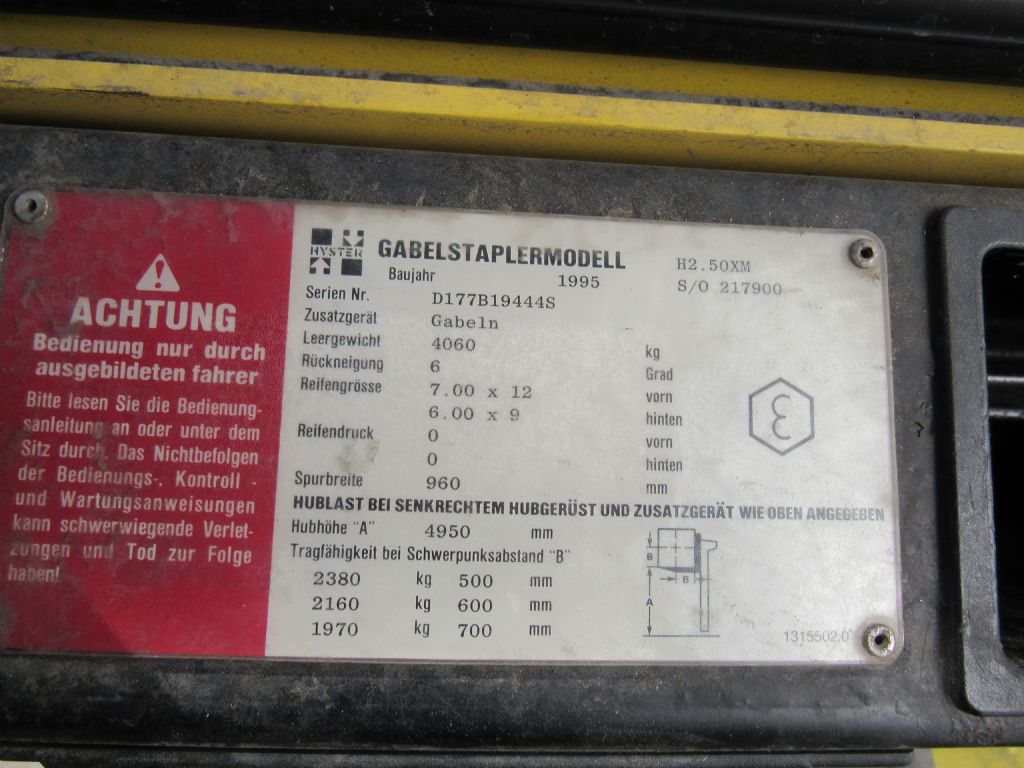 ACHTUNG
Bedienung nur durch
ausgebildeten fahrer
Bitte lesen Sie die Bedienung-
sanleitung an oder unter dem
Sitz durch. Das Nichtbefolgen
der Bedienungs-, Kontroll -
und Wartungsanweisungen
kann schwerwiegende Verlet-
zungen und Tod zur Folge
haben!
HYSTER
GABELSTAPLERMODELL H2.50XM
Baujahr 1995 S/O 217900
Serien Nr. D177B19444S
Zusatzgerät Gabeln
Leergewicht 4060 kg
Rückneigung 6 Grad
Reifengrösse 7.00 x 12 vorn
6.00 x 9 hinten
Reifendruck 0 vorn
0 hinten
Spurbreite 960 mm
HUBLAST BEI SENKRECHTEM HUBGERÜST UND ZUSATZGERÄT WIE OBEN ANGEGEBEN
Hubhöhe "A" 4950 mm
Tragfähigkeit bei Schwerpunksabstand "B"
2380 kg 500 mm
2160 kg 600 mm
1970 kg 700 mm
B
B
A
1315502.0